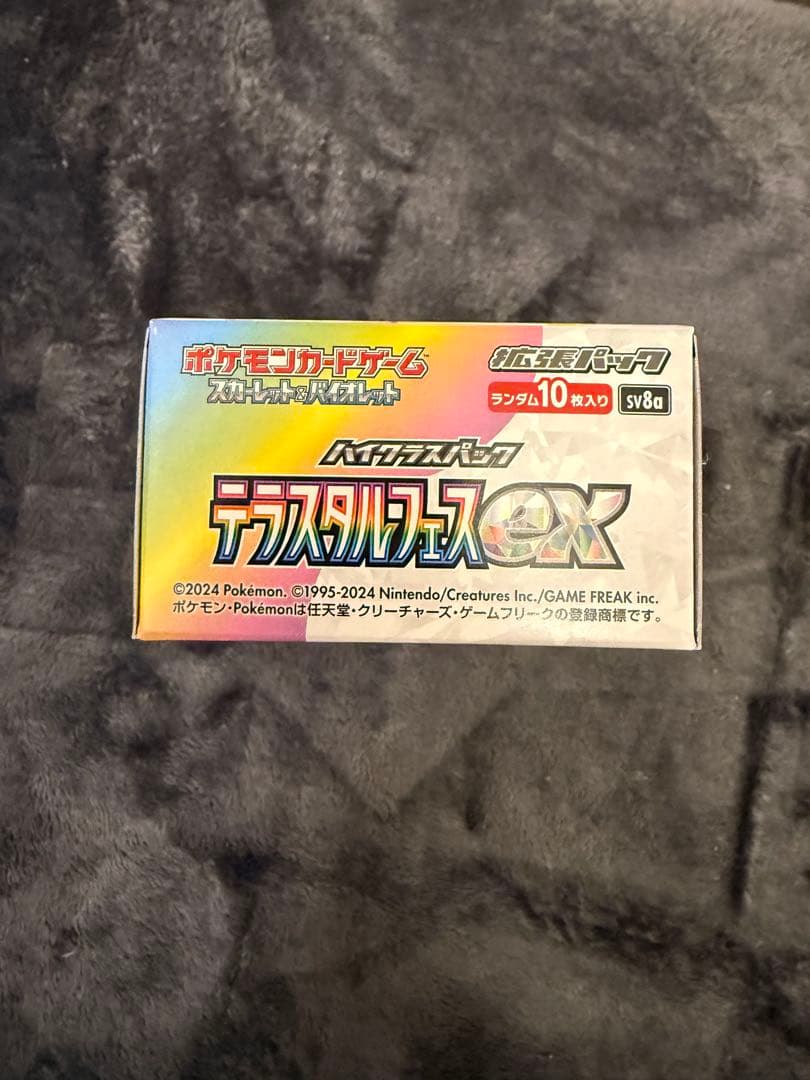 ポケモンカードゲーム™
スカーレット&バイオレット
拡張パック
ランダム10枚入り
SV8a
ハイクラスパック
テラスタルフェスex
©2024 Pokémon. ©1995-2024 Nintendo/Creatures Inc./GAME FREAK inc.
ポケモン・Pokémonは任天堂・クリーチャーズ・ゲームフリークの登録商標です。